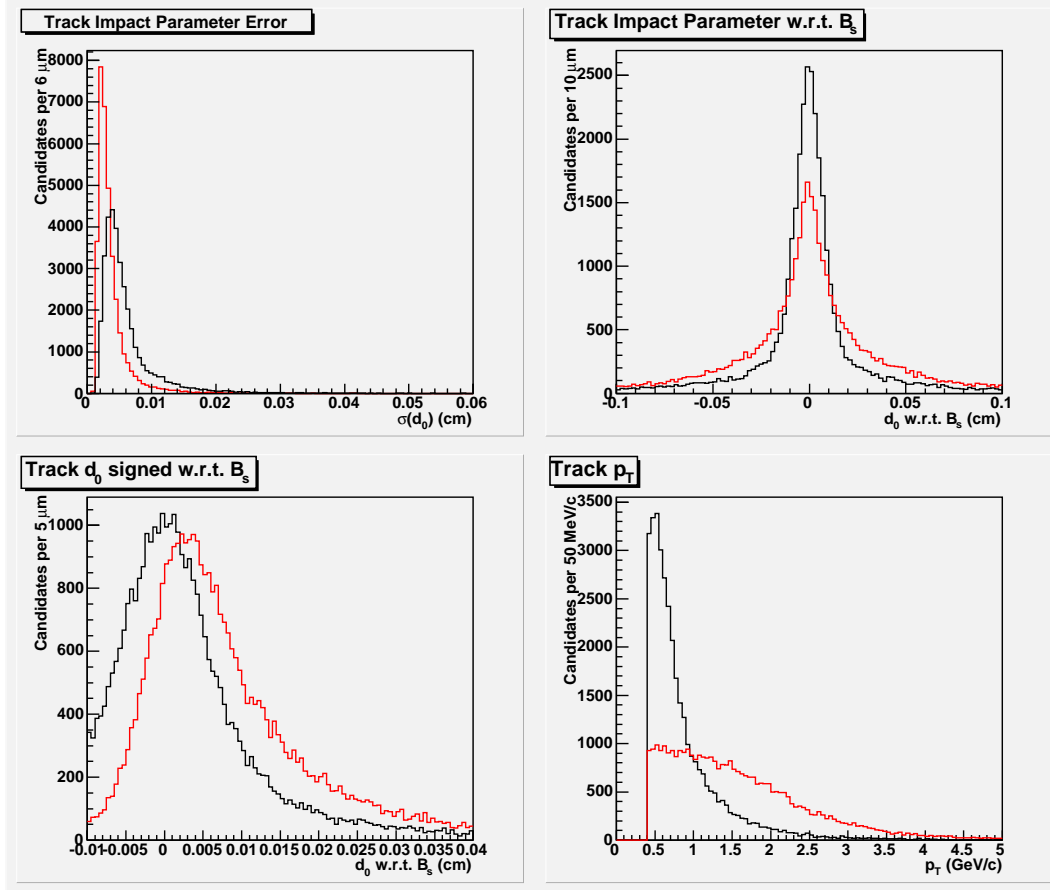 Track Impact Parameter Error
Candidates per 6 μm
8000
7000
6000
5000
4000
3000
2000
1000
0
0 0.01 0.02 0.03 0.04 0.05 0.06
σ(d0) (cm)
Track Impact Parameter w.r.t. Bs
Candidates per 10 μm
2500
2000
1500
1000
500
0
-0.1 -0.05 0 0.05 0.1
d0 w.r.t. Bs (cm)
Track d0 signed w.r.t. Bs
Candidates per 5 μm
1000
800
600
400
200
0
-0.01-0.005 0 0.005 0.01 0.015 0.02 0.025 0.03 0.035 0.04
d0 w.r.t. Bs (cm)
Track pT
Candidates per 50 MeV/c
3500
3000
2500
2000
1500
1000
500
0
0 0.5 1 1.5 2 2.5 3 3.5 4 4.5 5
pT (GeV/c)